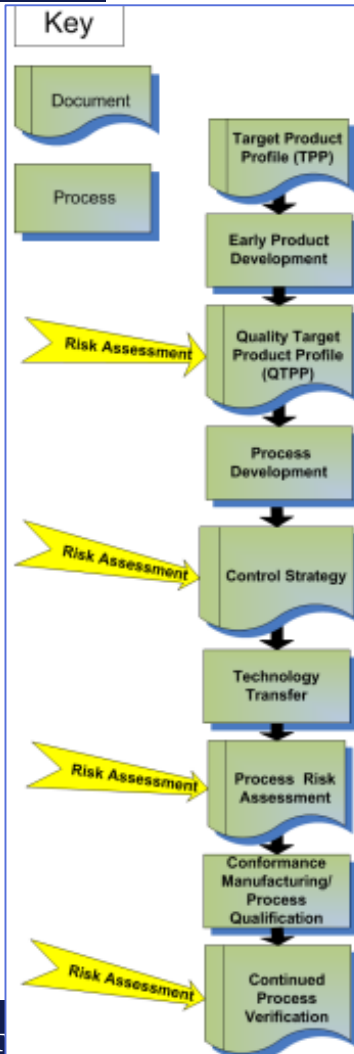 Key
Document
Process
Target Product
Profile (TPP)
Early Product
Development
Risk Assessment
Quality Target
Product Profile
(QTPP)
Process
Development
Risk Assessment
Control Strategy
Technology
Transfer
Risk Assessment
Process Risk
Assessment
Conformance
Manufacturing/
Process
Qualification
Risk Assessment
Continued
Process
Verification